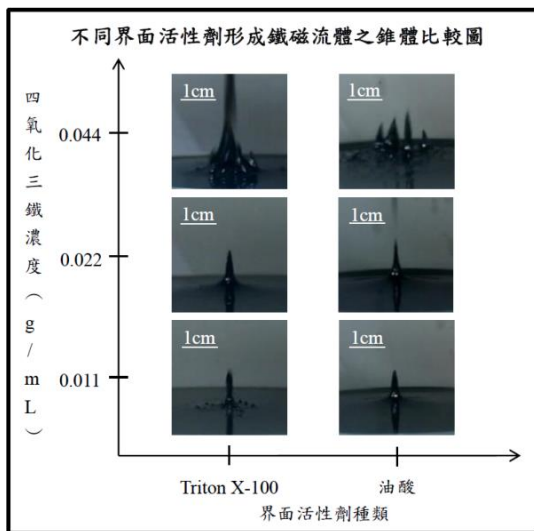 不同界面活性劑形成鐵磁流體之錐體比較圖
四氧化三鐵濃度(g/mL)
0.044
1cm
1cm
0.022
1cm
1cm
0.011
1cm
1cm
Triton X-100
油酸
界面活性劑種類